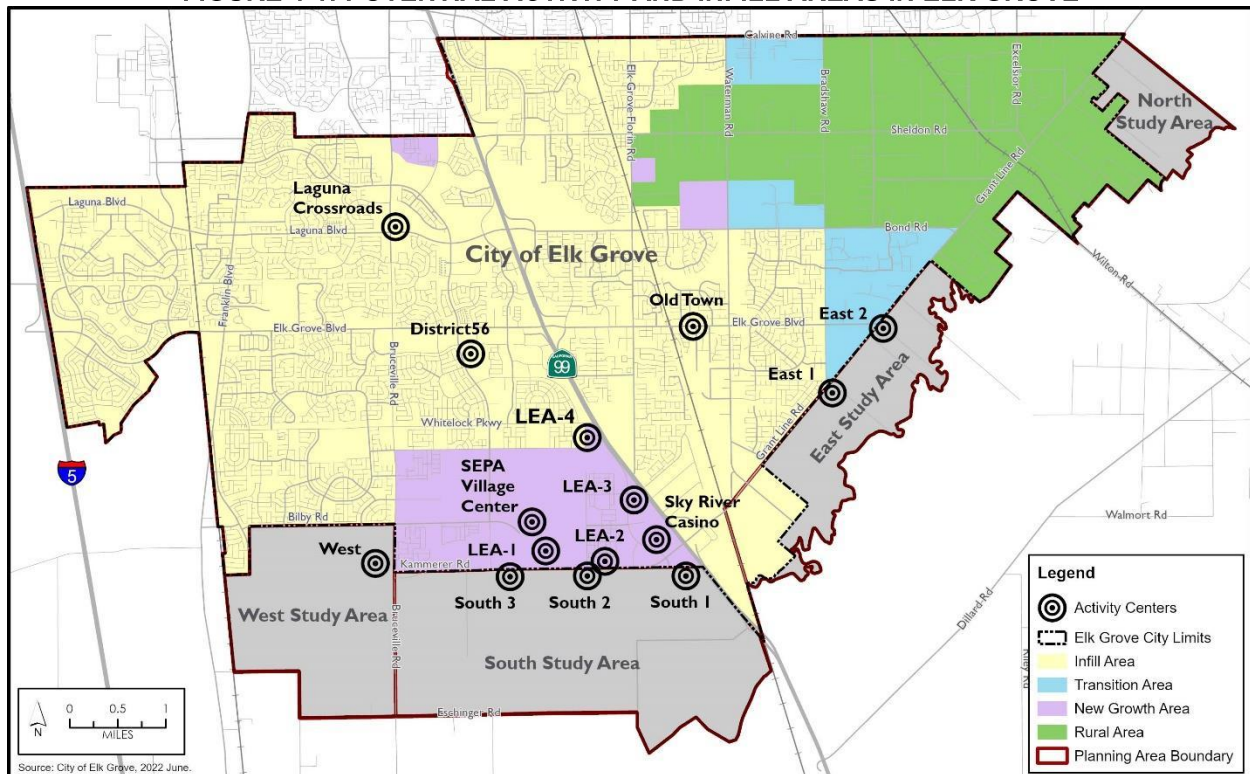 FIGURE 4-1: POTENTIAL ACTIVITY AND INFILL AREAS IN ELK GROVE
Calvine Rd
Elk Grove-Florin Rd
Waterman Rd
Bradshaw Rd
Excelsior Rd
North
Study Area
Sheldon Rd
Grant Line Rd
Laguna
Crossroads
Laguna Blvd
Laguna Blvd
Bond Rd
City of Elk Grove
Wilton Rd
Franklin Blvd
Old Town
East 2
Elk Grove Blvd
Elk Grove Blvd
District56
Bruceville Rd
CALIFORNIA
99
East 1
East Study Area
Grant Line Rd
LEA-4
Whitelock Pkwy
5
SEPA
Village
Center
LEA-3
Sky River
Casino
Bilby Rd
Walmort Rd
West
LEA-1
LEA-2
Kammerer Rd
South 3
South 2
South 1
West Study Area
Bruceville Rd
South Study Area
Dillard Rd
Riley Rd
Eschinger Rd
Legend
Activity Centers
Elk Grove City Limits
Infill Area
Transition Area
New Growth Area
Rural Area
Planning Area Boundary
N
0 0.5 1
MILES
Source: City of Elk Grove, 2022 June.